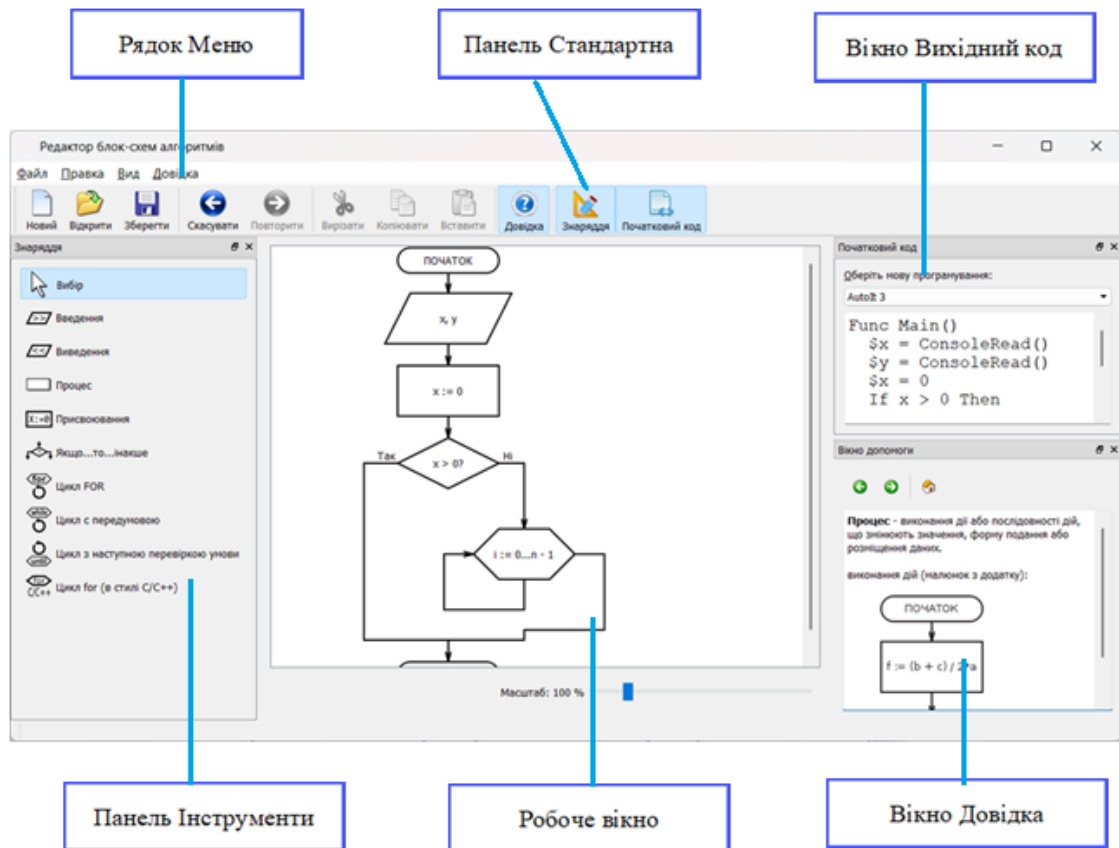 Рядок Меню
Панель Стандартна
Вікно Вихідний код
Редактор блок-схем алгоритмів
Файл Правка Вид Довідка
Новий Відкрити Зберегти Скасувати Повторити Вирізати Копіювати Вставити Довідка Знаряддя Початковий код
Знаряддя
Вибір
>> Введення
<< Виведення
Процес
X:=0 Присвоювання
Якщо...то...інакше
for Цикл FOR
while Цикл с передумовою
until Цикл з наступною перевіркою умови
for C/C++ Цикл for (в стилі C/C++)
ПОЧАТОК
x, y
x := 0
Так
x > 0?
Ні
i := 0...n - 1
Масштаб: 100 %
Початковий код
Оберіть нову програмування:
AutoIt 3
Func Main()
$x = ConsoleRead()
$y = ConsoleRead()
$x = 0
If x > 0 Then
Вікно допомоги
Процес - виконання дії або послідовності дій,
що змінюють значення, форму подання або
розміщення даних.
виконання дій (малюнок з додатку):
ПОЧАТОК
f := (b + c) / 2*a
Панель Інструменти
Робоче вікно
Вікно Довідка